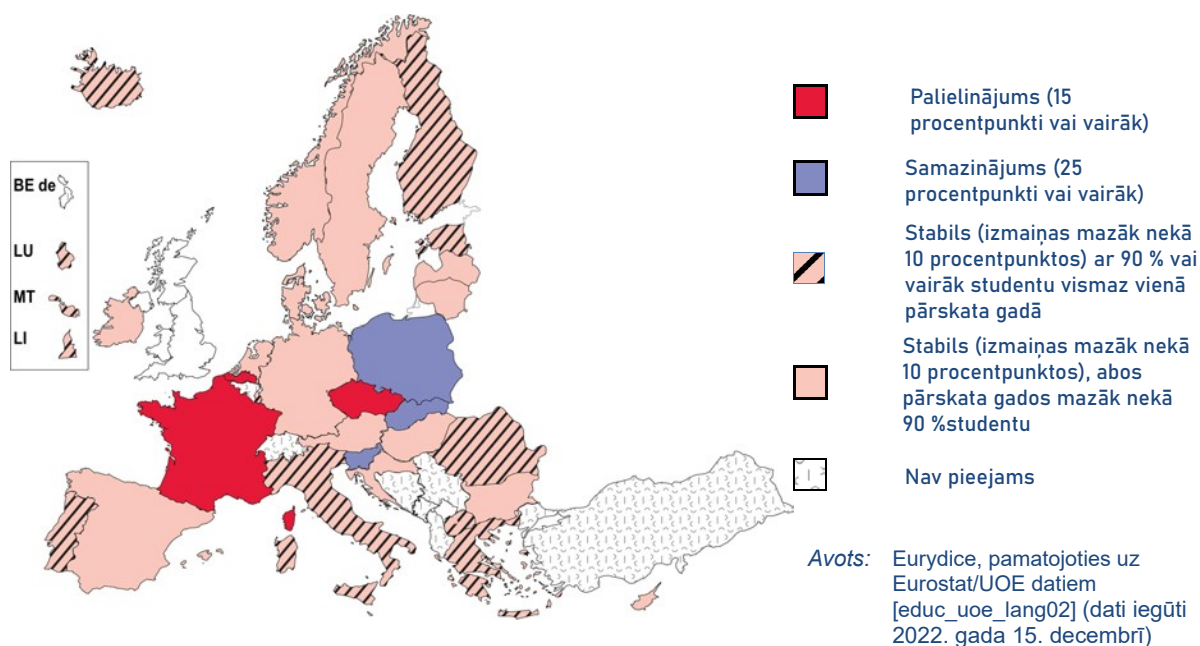 BE de
LU
MT
LI
Palielinājums (15
procentpunkti vai vairāk)
Samazinājums (25
procentpunkti vai vairāk)
Stabils (izmaiņas mazāk nekā
10 procentpunktos) ar 90 % vai
vairāk studentu vismaz vienā
pārskata gadā
Stabils (izmaiņas mazāk nekā
10 procentpunktos), abos
pārskata gados mazāk nekā
90 %studentu
Nav pieejams
Avots: Eurydice, pamatojoties uz
Eurostat/UOE datiem
[educ_uoe_lang02] (dati iegūti
2022. gada 15. decembrī)